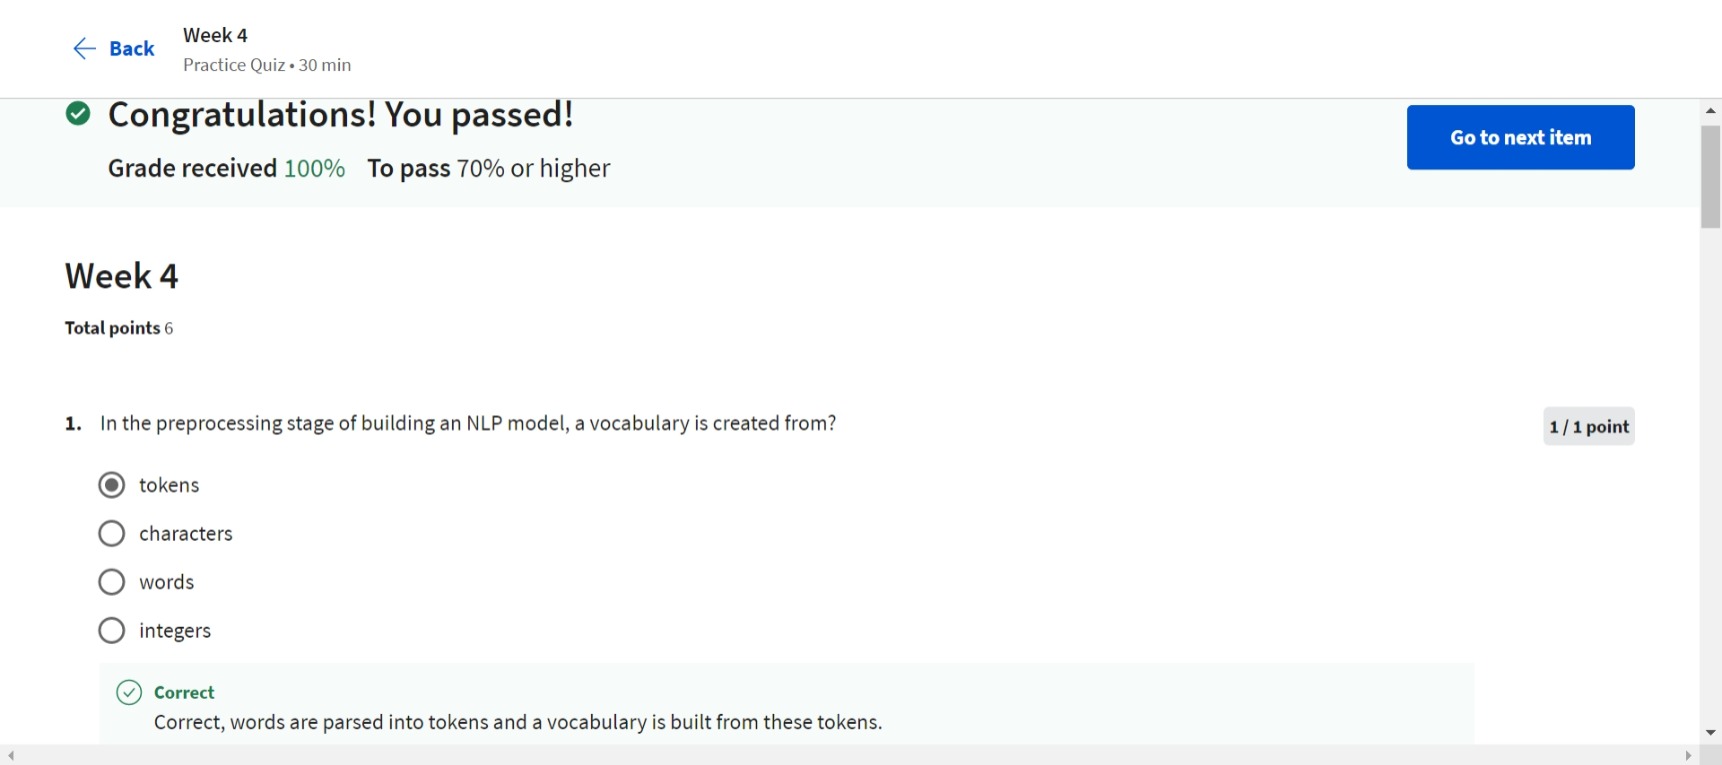 Back
Week 4
Practice Quiz • 30 min
Congratulations! You passed!
Go to next item
Grade received 100% To pass 70% or higher
Week 4
Total points 6
1. In the preprocessing stage of building an NLP model, a vocabulary is created from?
1 / 1 point
tokens
characters
words
integers
Correct
Correct, words are parsed into tokens and a vocabulary is built from these tokens.